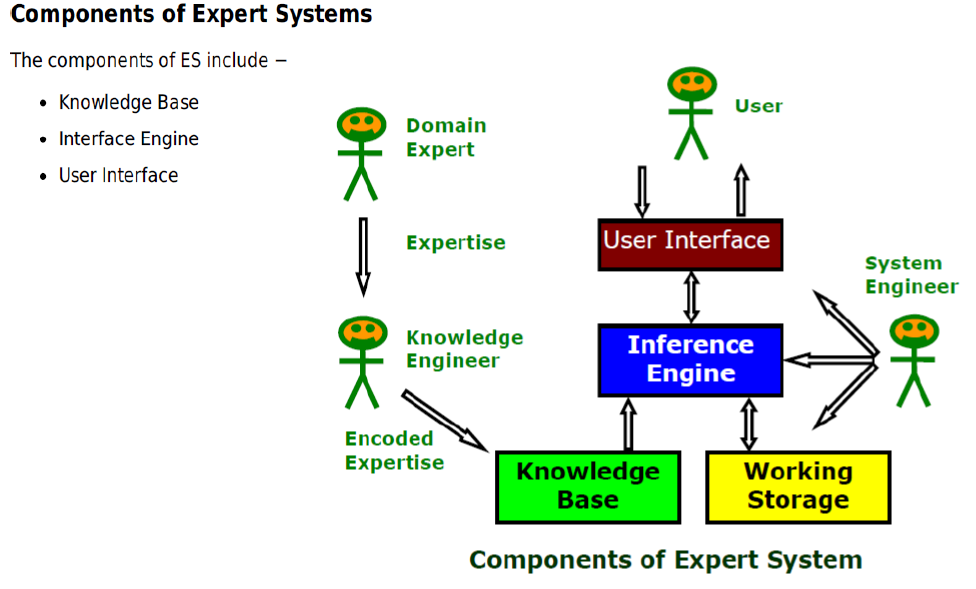 Components of Expert Systems
The components of ES include −
• Knowledge Base
• Interface Engine
• User Interface
Domain
Expert
Expertise
Knowledge
Engineer
Encoded
Expertise
User
User Interface
System
Engineer
Inference
Engine
Knowledge
Base
Working
Storage
Components of Expert System